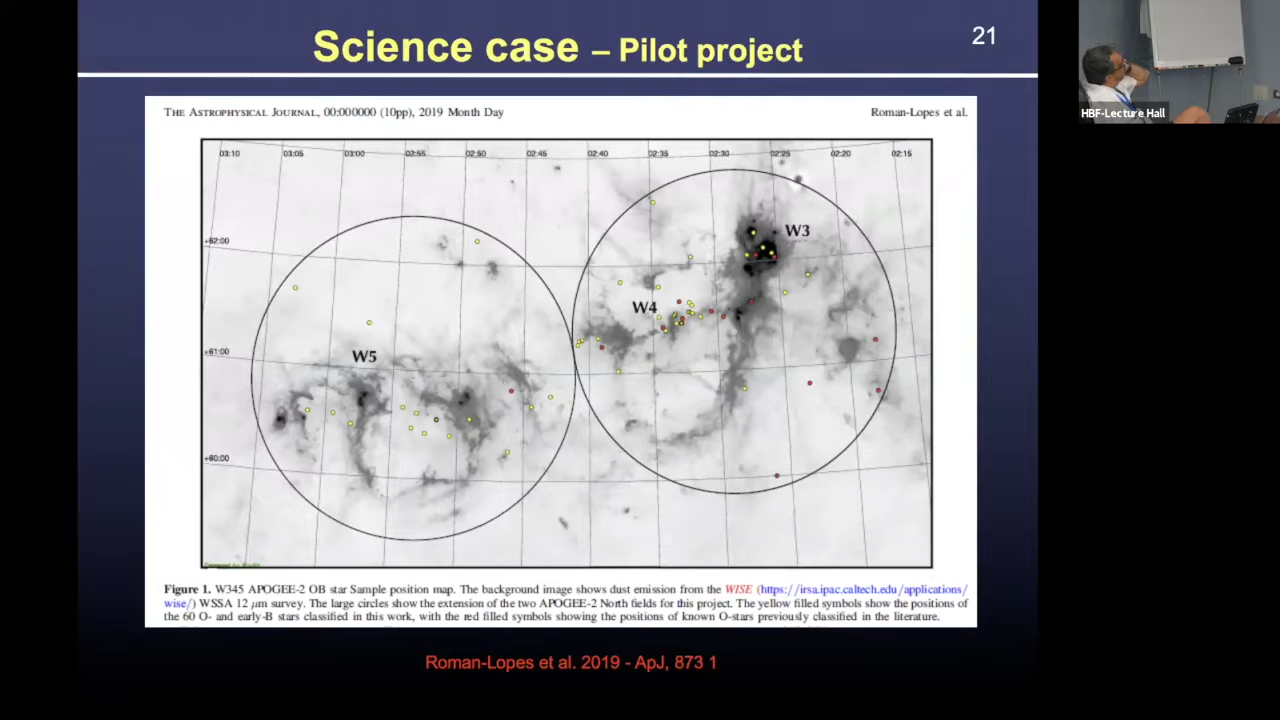 Science case – Pilot project
21
HBF-Lecture Hall
THE ASTROPHYSICAL JOURNAL, 00:000000 (10pp), 2019 Month Day
Roman-Lopes et al.
03:10 03:05 03:00 02:55 02:50 02:45 02:40 02:35 02:30 02:25 02:20 02:15
W3
+62:00
W4
+61:00
W5
+60:00
Figure 1. W345 APOGEE-2 OB star Sample position map. The background image shows dust emission from the WISE (https://irsa.ipac.caltech.edu/applications/
wise/) WSSA 12 μm survey. The large circles show the extension of the two APOGEE-2 North fields for this project. The yellow filled symbols show the positions of
the 60 O- and early-B stars classified in this work, with the red filled symbols showing the positions of known O-stars previously classified in the literature.
Roman-Lopes et al. 2019 - ApJ, 873 1